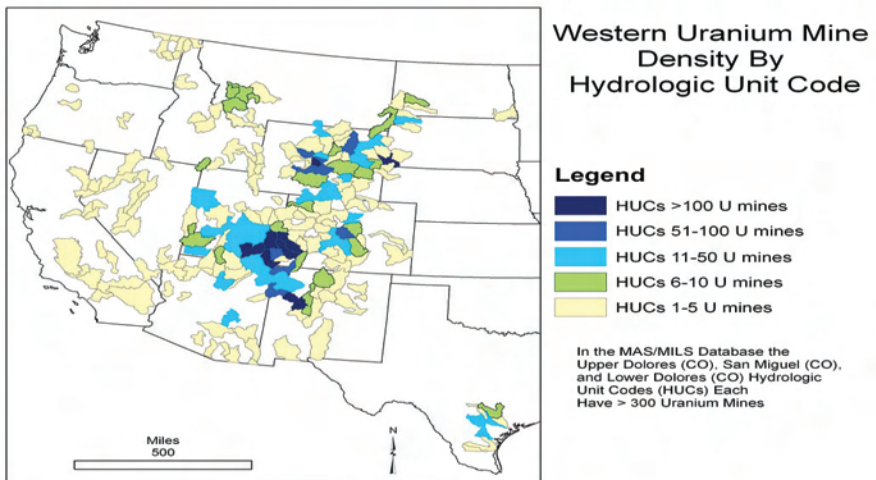 Western Uranium Mine
Density By
Hydrologic Unit Code
Legend
HUCs >100 U mines
HUCs 51-100 U mines
HUCs 11-50 U mines
HUCs 6-10 U mines
HUCs 1-5 U mines
In the MAS/MILS Database the
Upper Dolores (CO), San Miguel (CO),
and Lower Dolores (CO) Hydrologic
Unit Codes (HUCs) Each
Have > 300 Uranium Mines
Miles
500
N